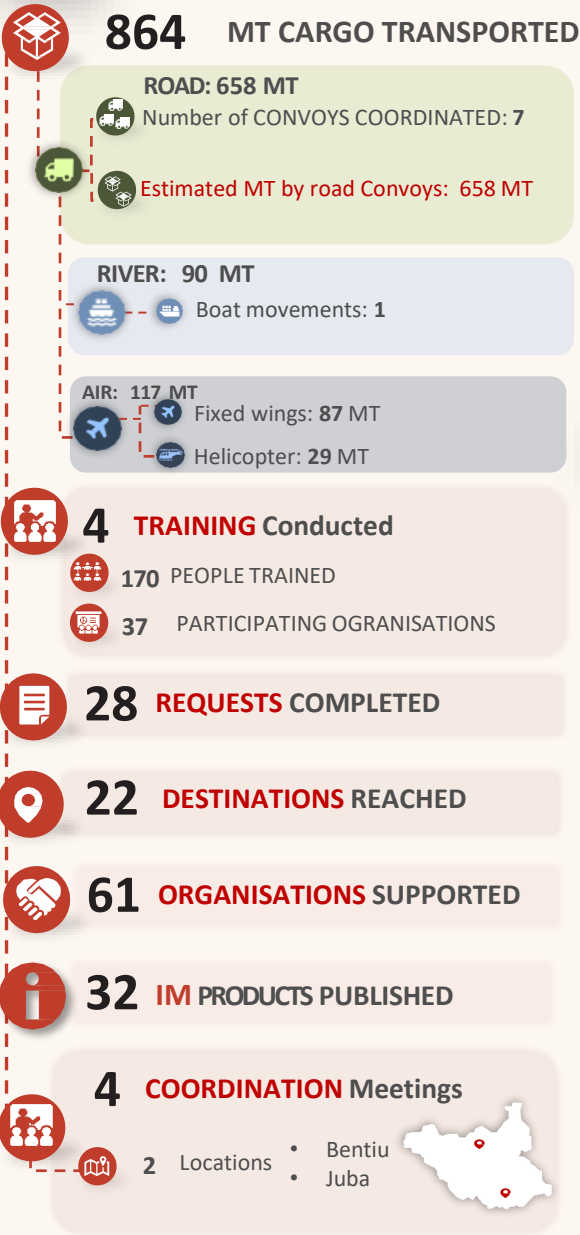 864 MT CARGO TRANSPORTED
ROAD: 658 MT
Number of CONVOYS COORDINATED: 7
Estimated MT by road Convoys: 658 MT
RIVER: 90 MT
Boat movements: 1
AIR: 117 MT
Fixed wings: 87 MT
Helicopter: 29 MT
4 TRAINING Conducted
170 PEOPLE TRAINED
37 PARTICIPATING OGRANISATIONS
28 REQUESTS COMPLETED
22 DESTINATIONS REACHED
61 ORGANISATIONS SUPPORTED
32 IM PRODUCTS PUBLISHED
4 COORDINATION Meetings
2 Locations
• Bentiu
• Juba